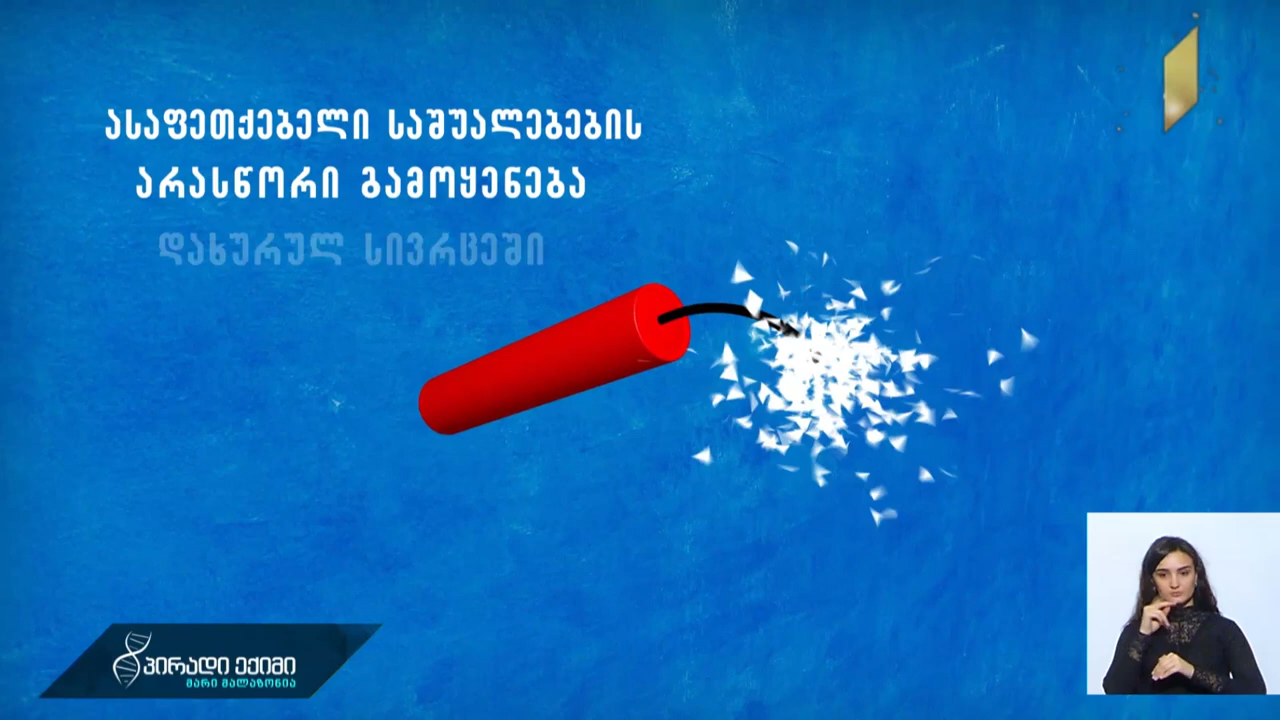 ასაფეთქებელი საშუალებების
არასწორი გამოყენება
დახურულ სივრცეში
პირადი ექიმი
მარი მალაზონია